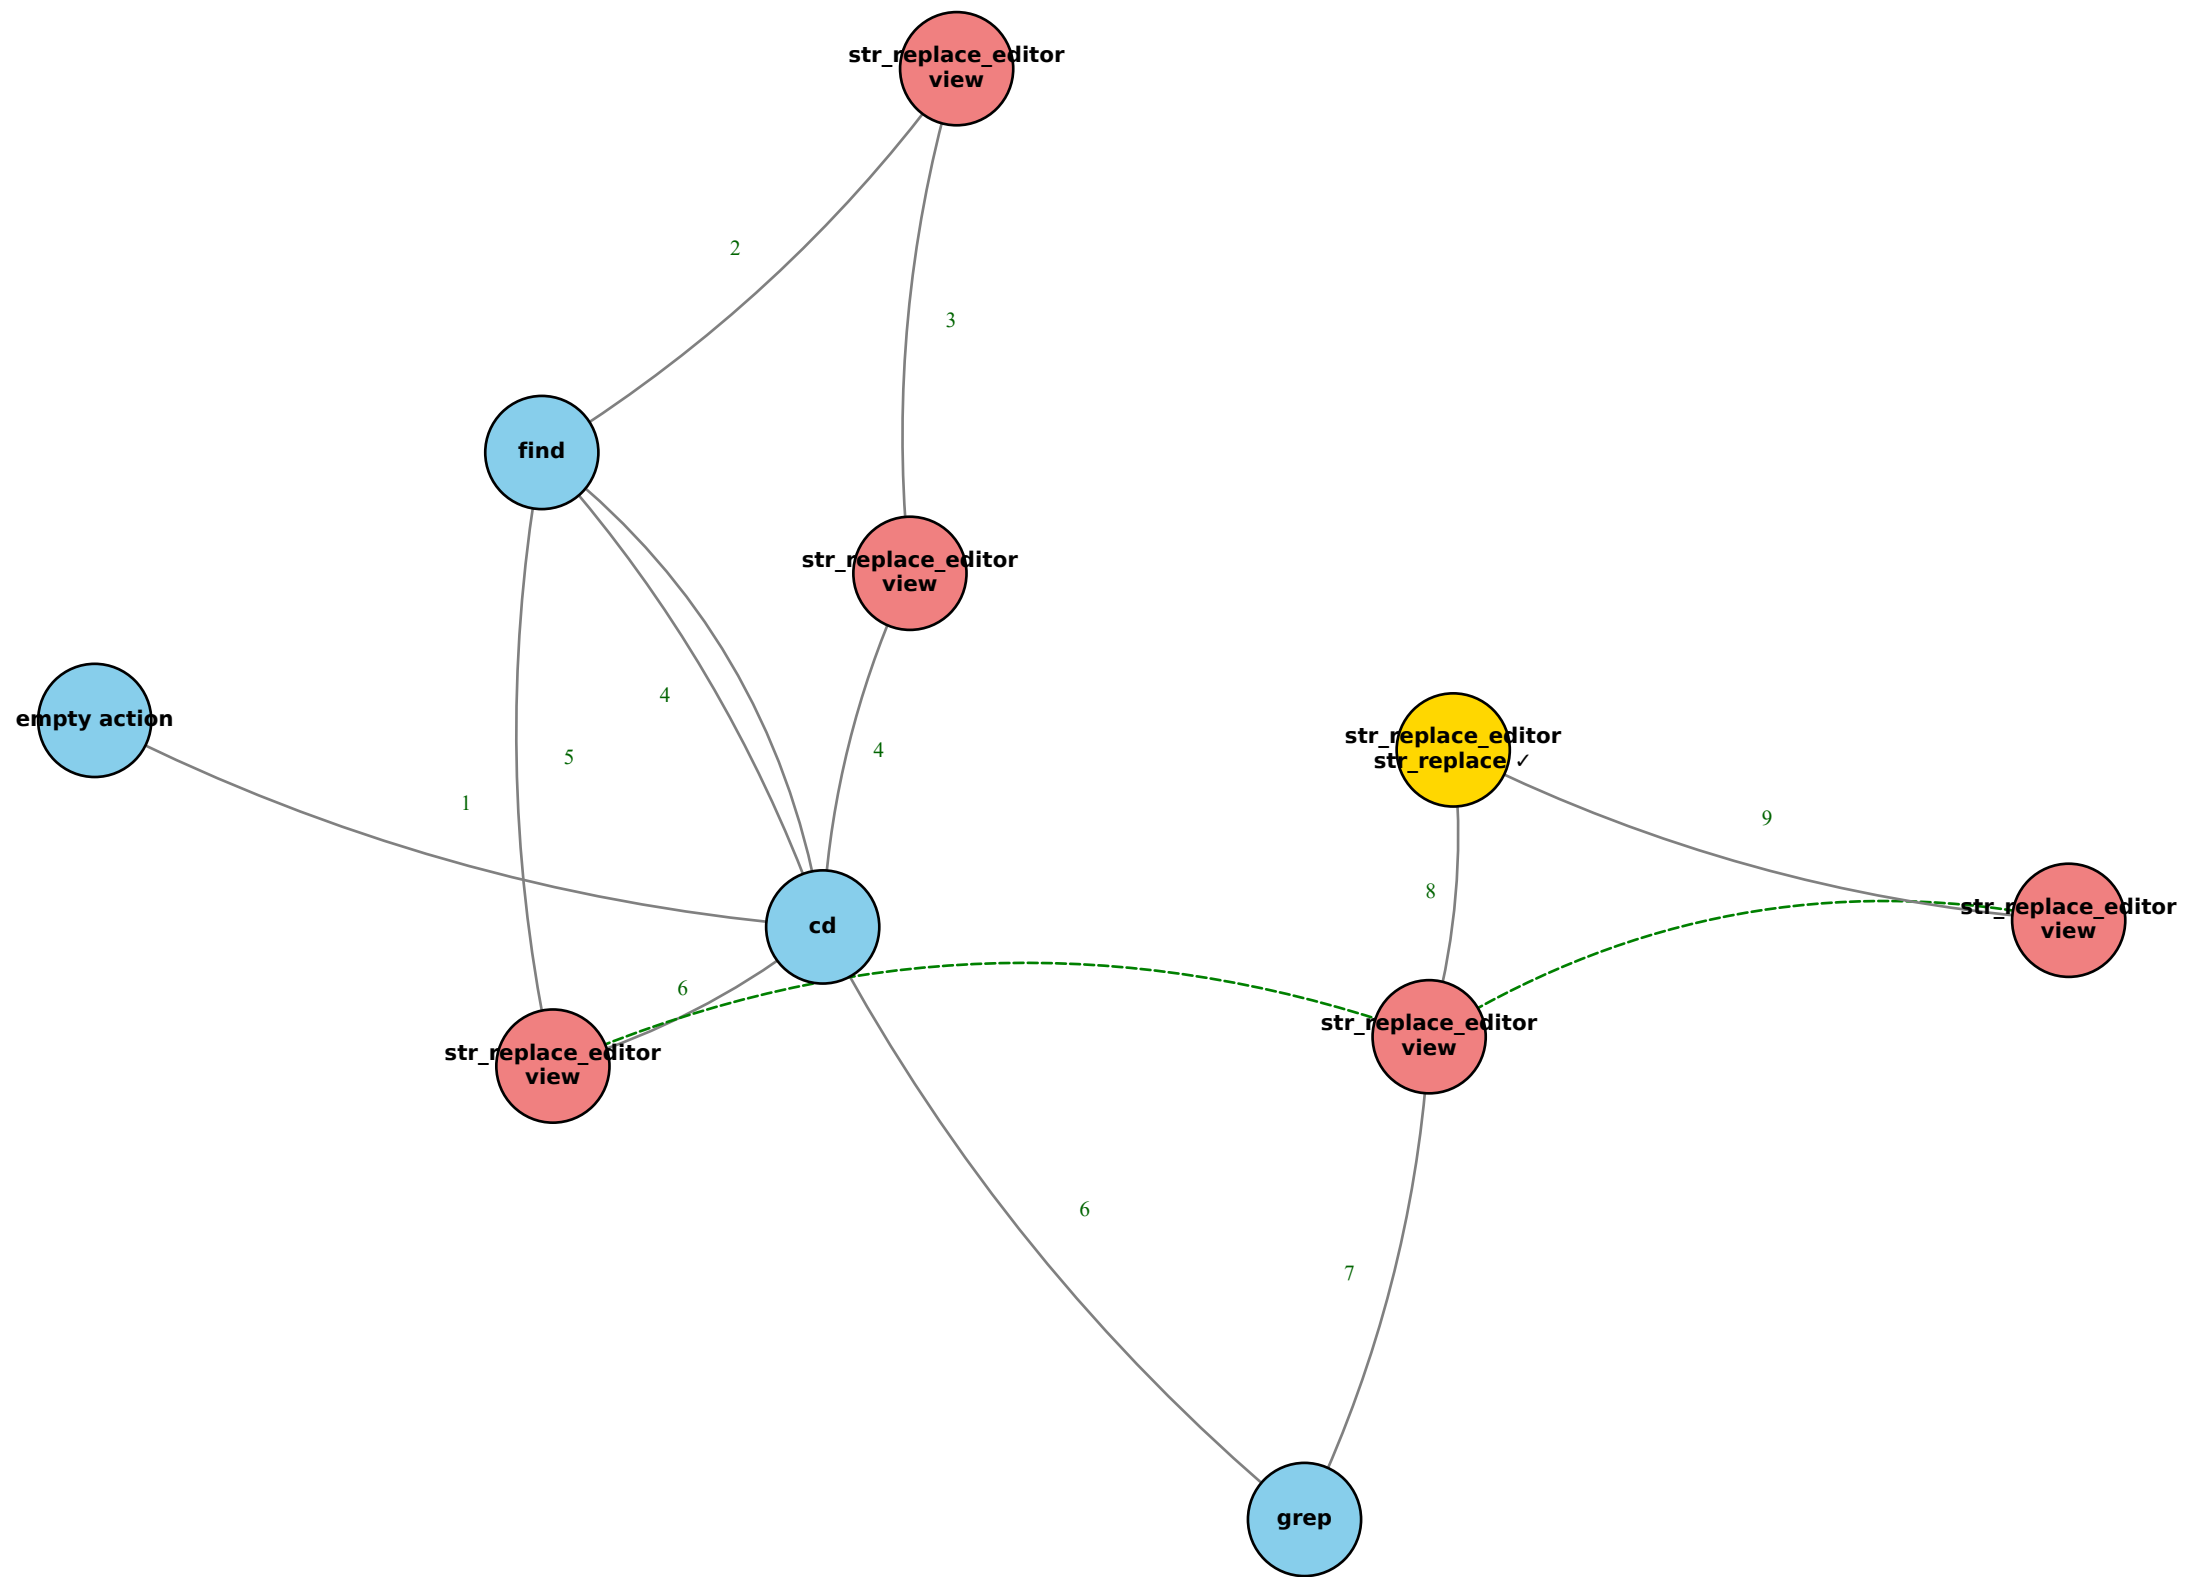 str_replace_editor
view
2
3
find
str_replace_editor
view
4
empty action
5
4
1
str_replace_editor
str_replace ✓
9
8
cd
str_replace_editor
view
6
str_replace_editor
view
str_replace_editor
view
6
7
grep